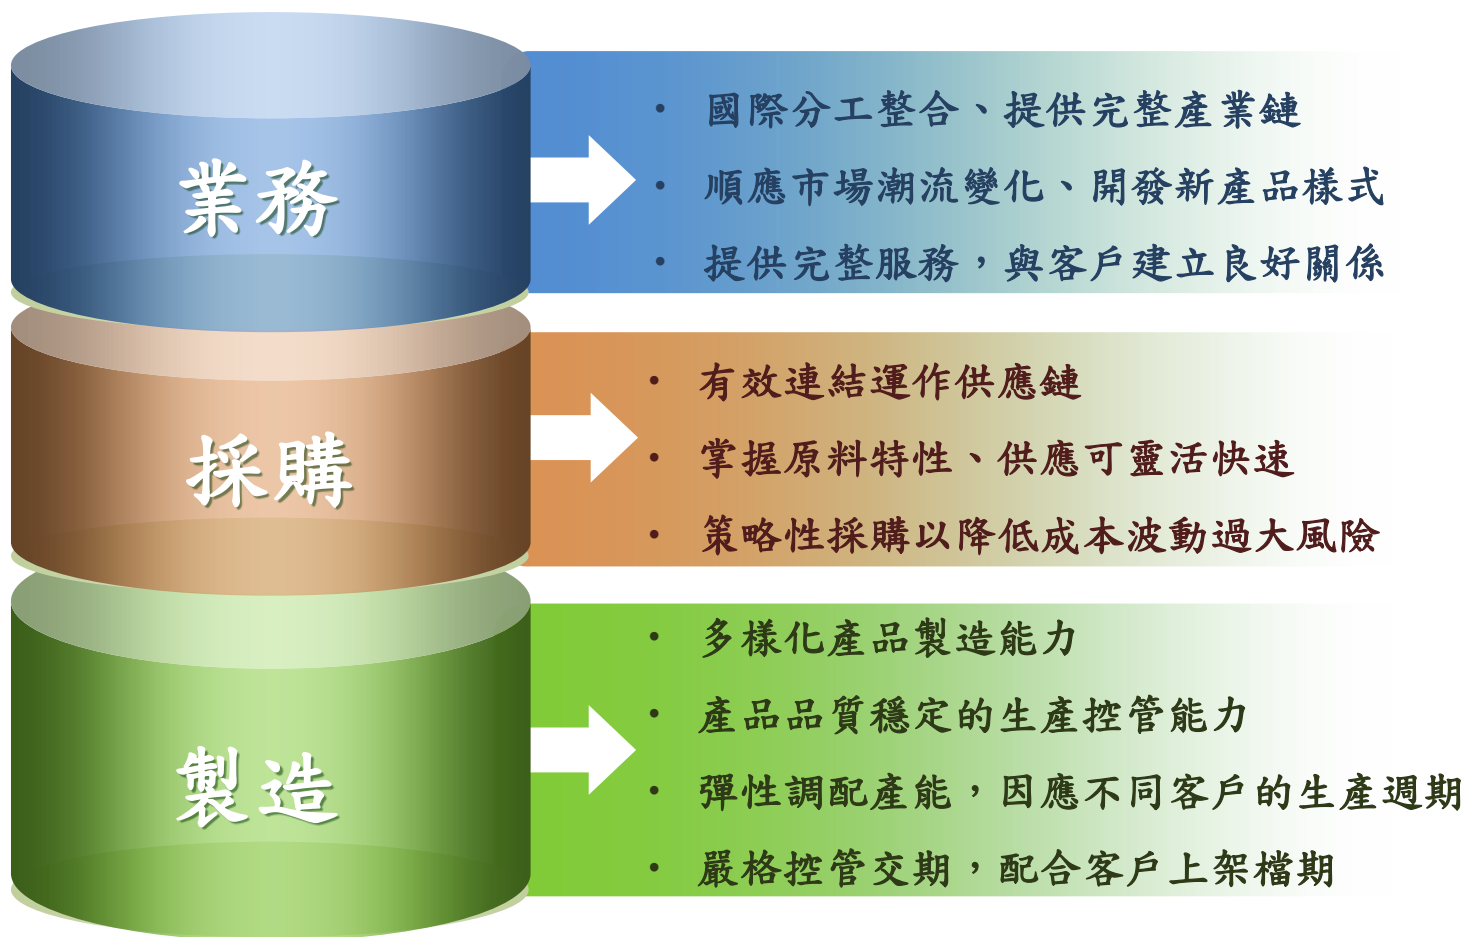 業務
・ 國際分工整合、提供完整產業鏈
・ 順應市場潮流變化、開發新產品樣式
・ 提供完整服務，與客戶建立良好關係
採購
・ 有效連結運作供應鏈
・ 掌握原料特性、供應可靈活快速
・ 策略性採購以降低成本波動過大風險
製造
・ 多樣化產品製造能力
・ 產品品質穩定的生產控管能力
・ 彈性調配產能，因應不同客戶的生產週期
・ 嚴格控管交期，配合客戶上架檔期